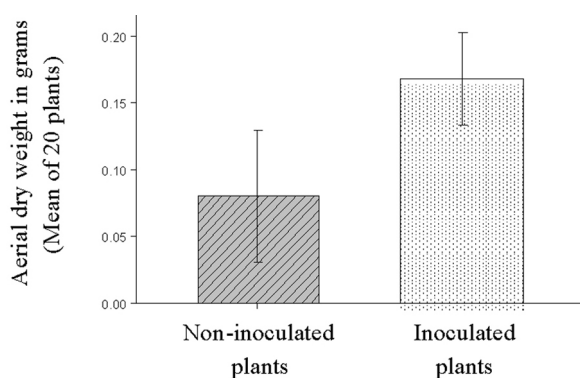 Aerial dry weight in grams
(Mean of 20 plants)
0.20
0.15
0.10
0.05
0.00
Non-inoculated
plants
Inoculated
plants